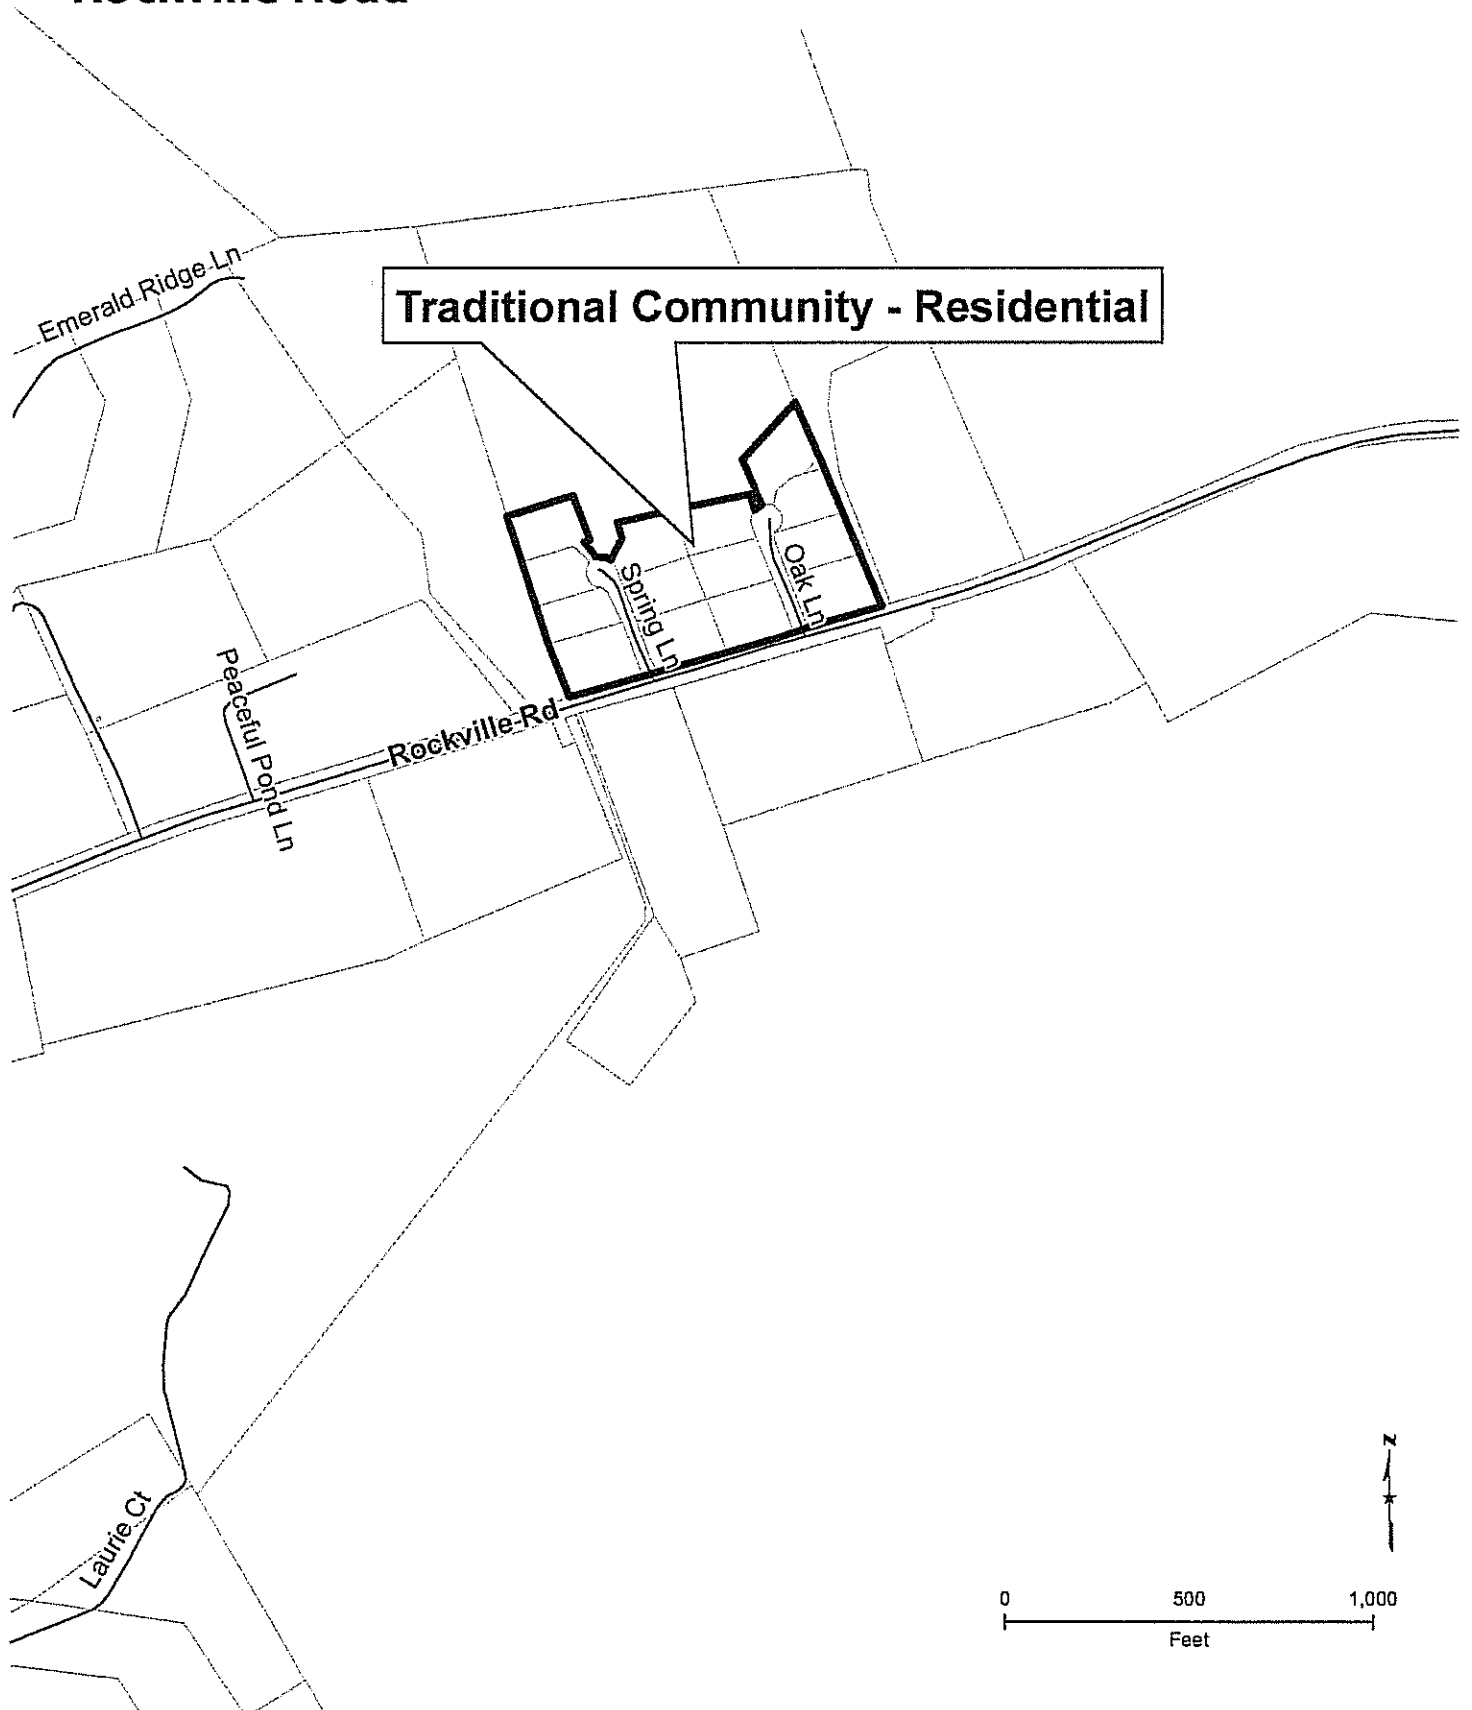 Rockville Road
Emerald Ridge Ln
Traditional Community - Residential
Spring Ln
Oak Ln
Peaceful Pond Ln
Rockville Rd
Laurie Ct
N
0 500 1,000
Feet